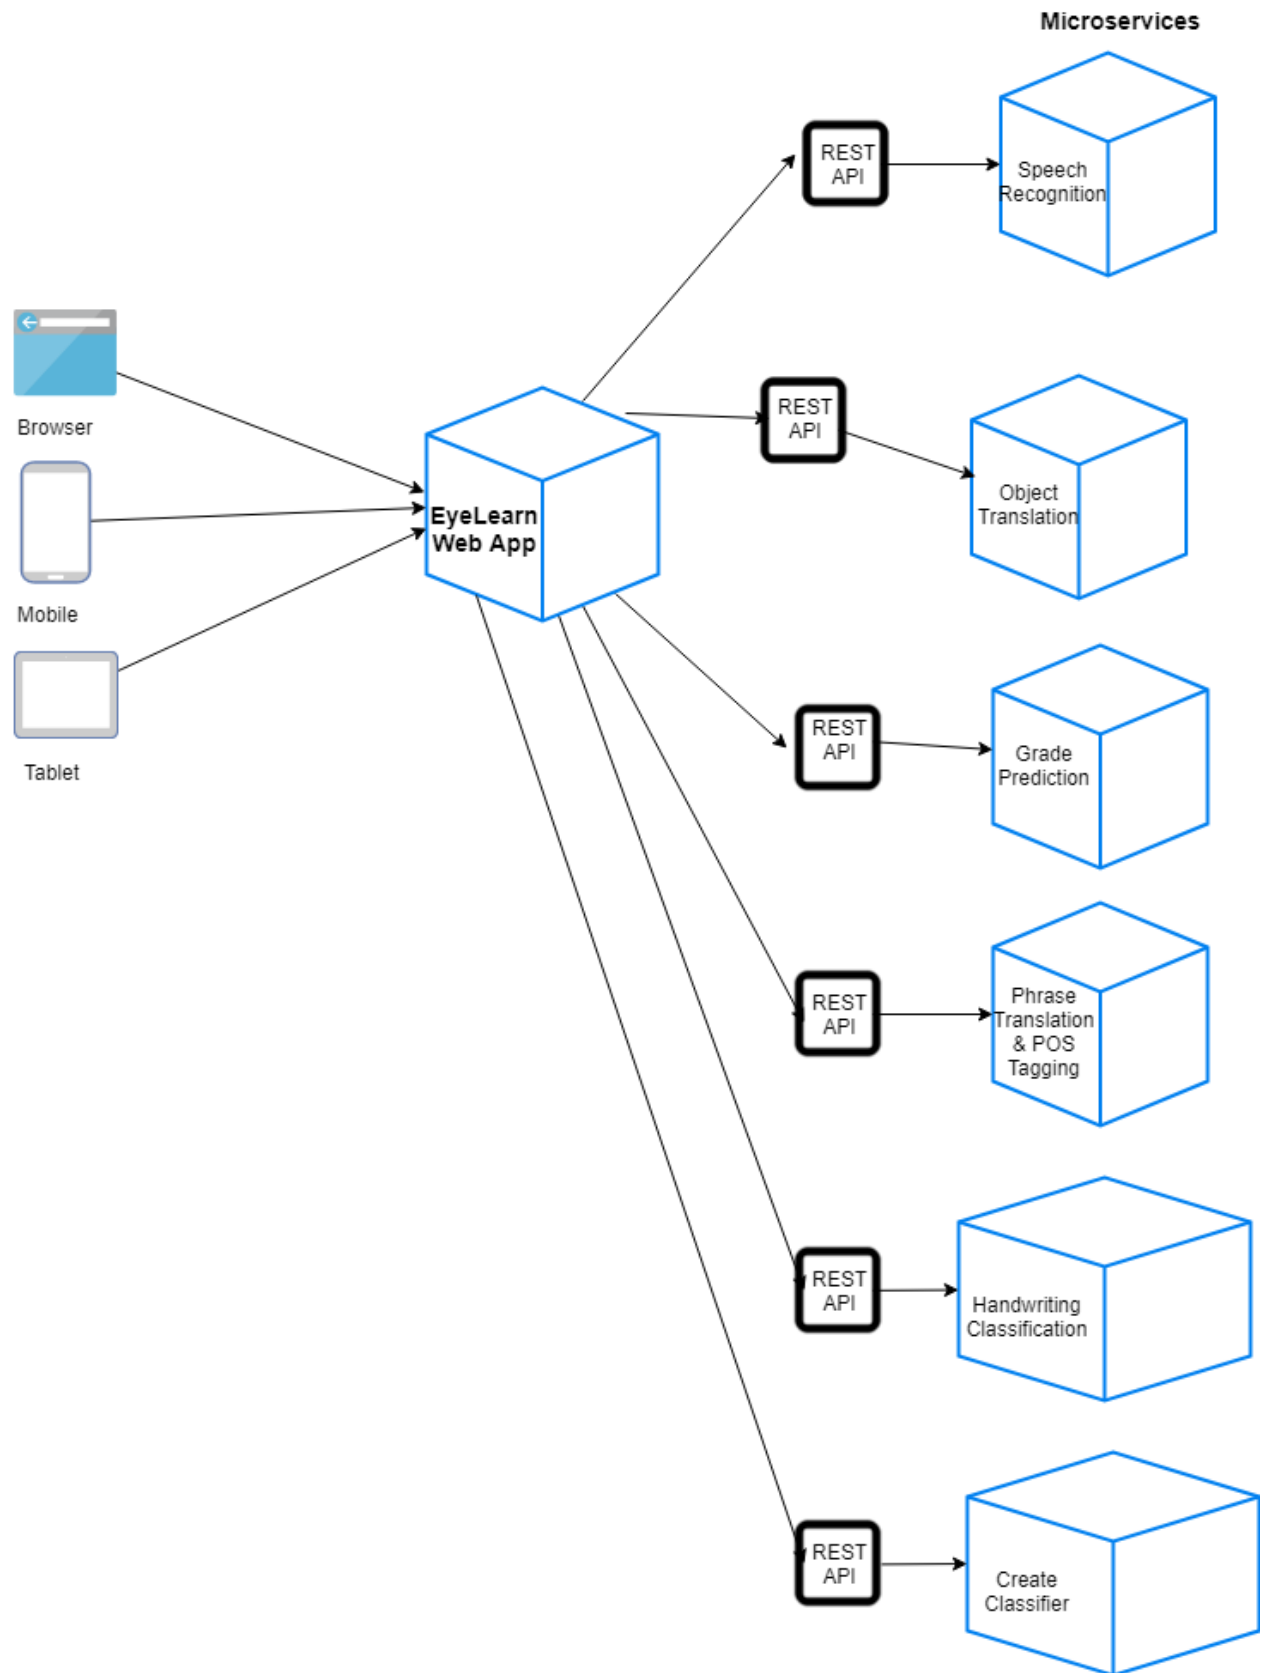 Microservices
REST
API
Speech
Recognition
Browser
REST
API
Object
Translation
EyeLearn
Web App
Mobile
REST
API
Grade
Prediction
Tablet
REST
API
Phrase
Translation
& POS
Tagging
REST
API
Handwriting
Classification
REST
API
Create
Classifier